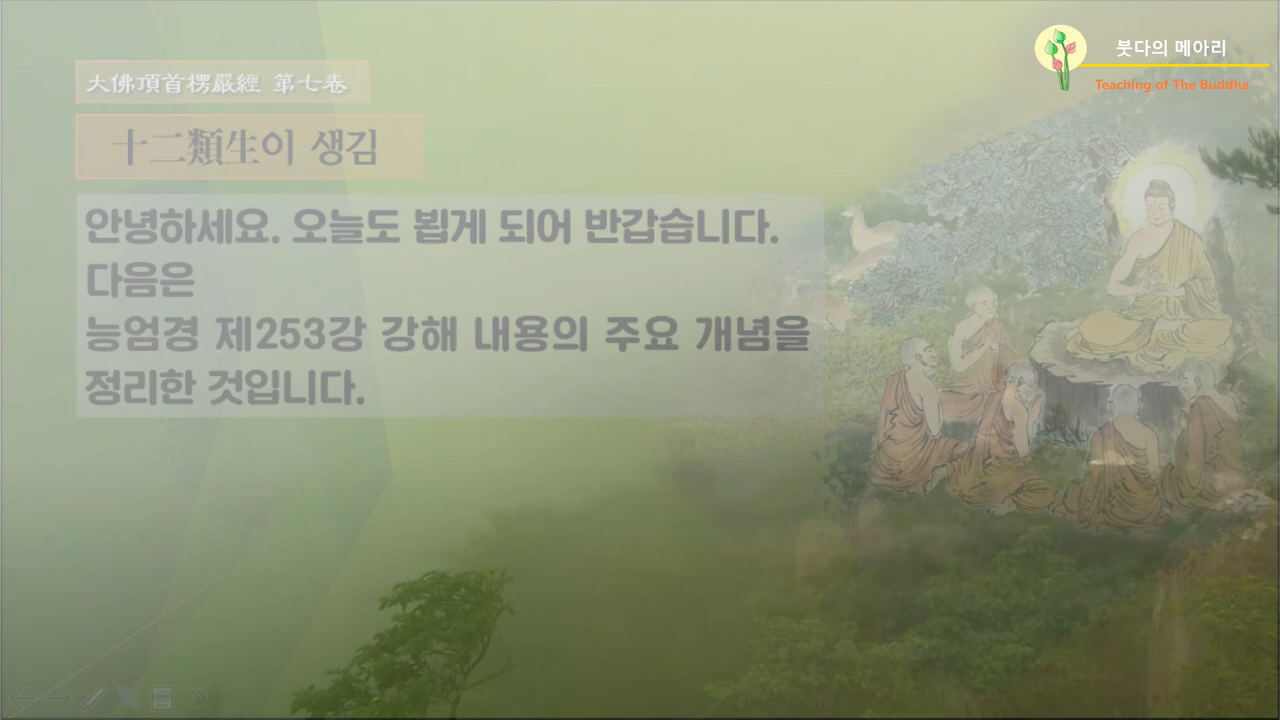 붓다의 메아리
Teaching of The Buddha
大佛頂首楞嚴經 第七卷
十二類生이 생김
안녕하세요. 오늘도 뵙게 되어 반갑습니다.
다음은
능엄경 제253강 강해 내용의 주요 개념을
정리한 것입니다.